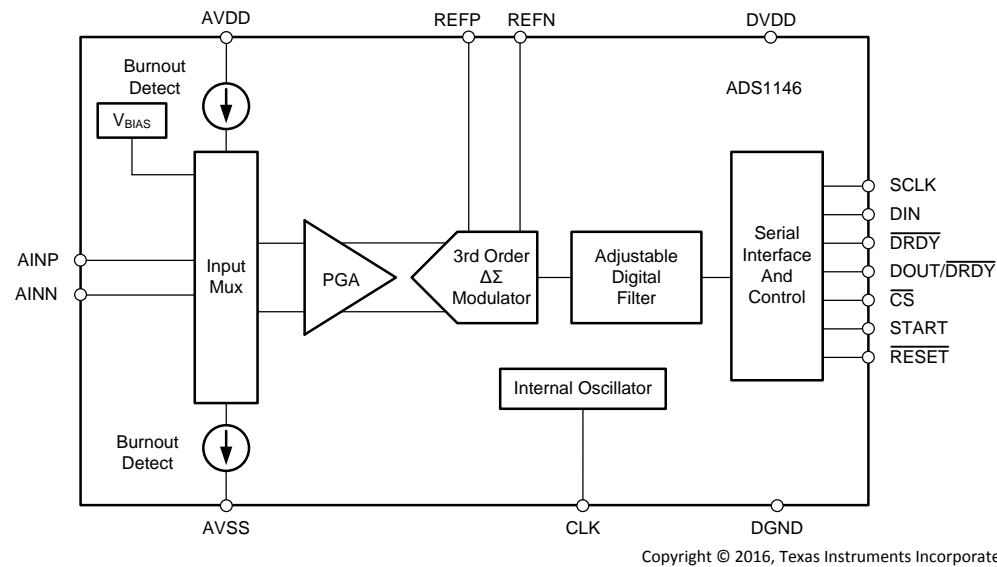 AVDD
REFP
REFN
DVDD
Burnout
Detect
ADS1146
VBIAS
SCLK
DIN
DRDY
DOUT/DRDY
CS
START
RESET
AINP
AINN
Input
Mux
PGA
3rd Order
ΔΣ
Modulator
Adjustable
Digital
Filter
Serial
Interface
And
Control
Internal Oscillator
Burnout
Detect
AVSS
CLK
DGND
Copyright © 2016, Texas Instruments Incorporate